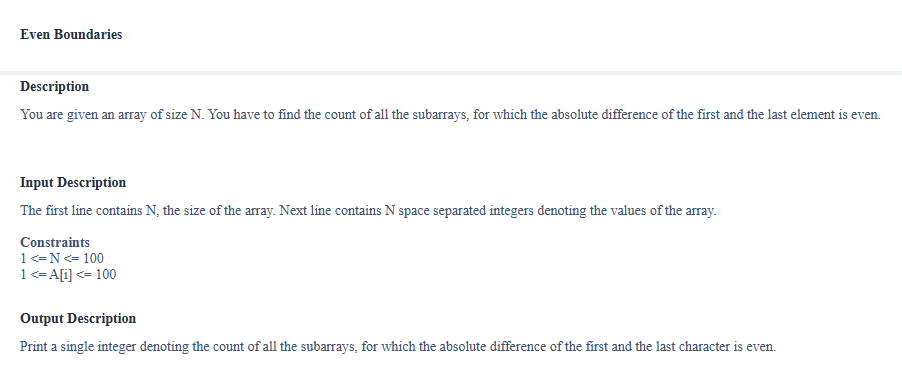 Even Boundaries
Description
You are given an array of size N. You have to find the count of all the subarrays, for which the absolute difference of the first and the last element is even.
Input Description
The first line contains N, the size of the array. Next line contains N space separated integers denoting the values of the array.
Constraints
1 <= N <= 100
1 <= A[i] <= 100
Output Description
Print a single integer denoting the count of all the subarrays, for which the absolute difference of the first and the last character is even.